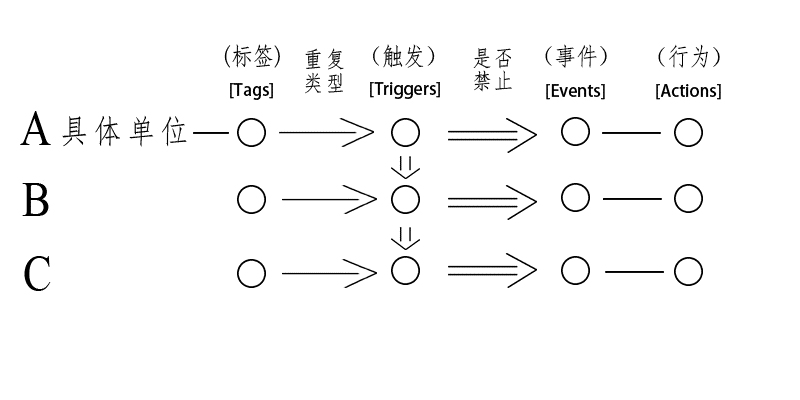 (标签) 重复 (触发) 是否 (事件) (行为)
类型 禁止
[Tags] [Triggers] [Events] [Actions]
A 具体单位
B
C